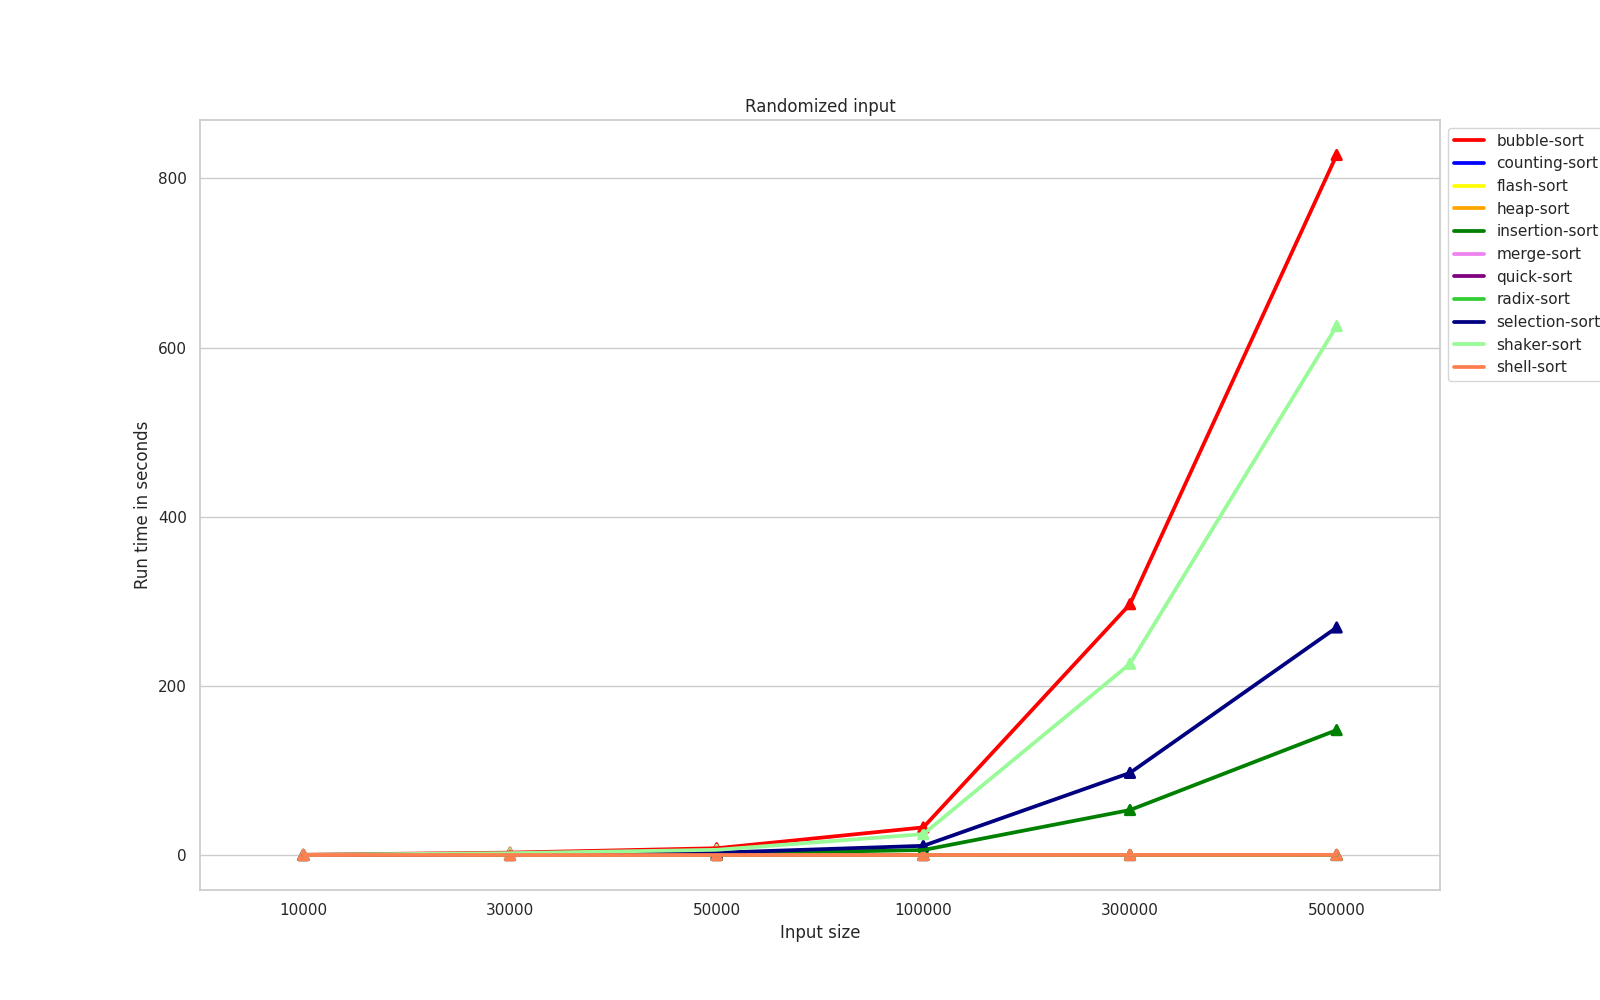 Randomized input
800
600
400
200
0
Run time in seconds
10000 30000 50000 100000 300000 500000
Input size
bubble-sort
counting-sort
flash-sort
heap-sort
insertion-sort
merge-sort
quick-sort
radix-sort
selection-sort
shaker-sort
shell-sort